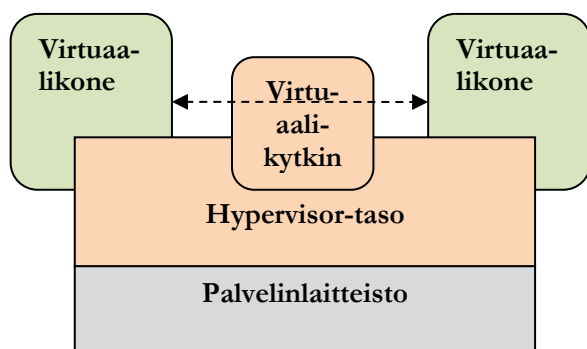 Virtuaa-
likone
Virtu-
aali-
kytkin
Virtuaa-
likone
Hypervisor-taso
Palvelinlaitteisto